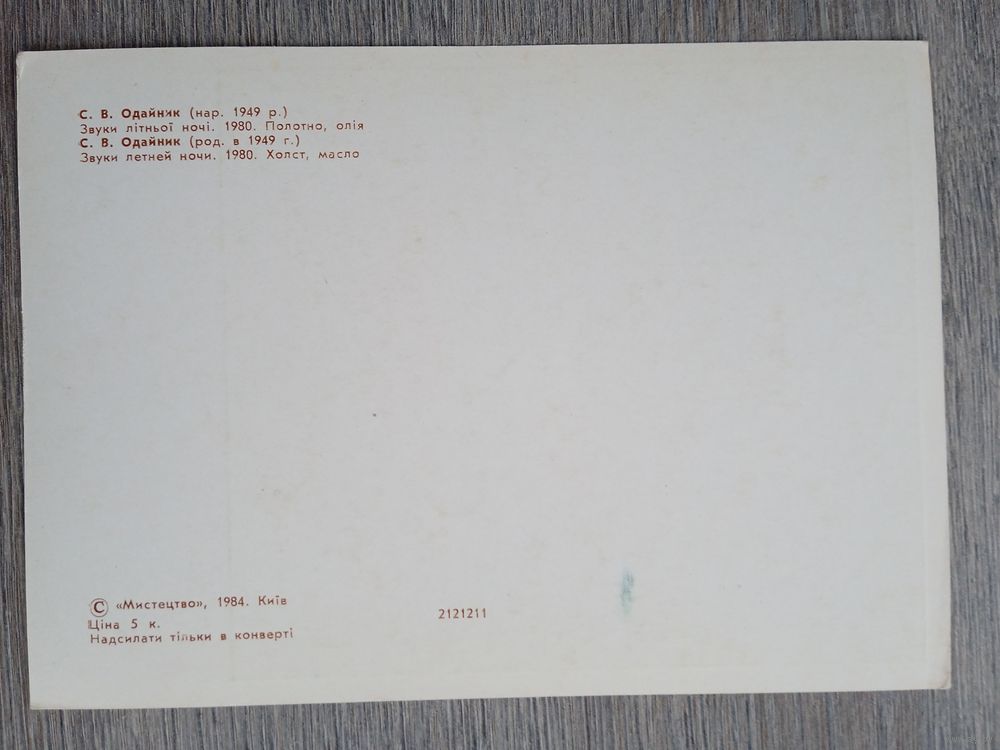 С. В. Одайник (нар. 1949 р.)
Звуки літньої ночі. 1980. Полотно, олія
С. В. Одайник (род. в 1949 г.)
Звуки летней ночи. 1980. Холст, масло
© «Мистецтво», 1984. Київ
Ціна 5 к.
Надсилати тільки в конверті
2121211